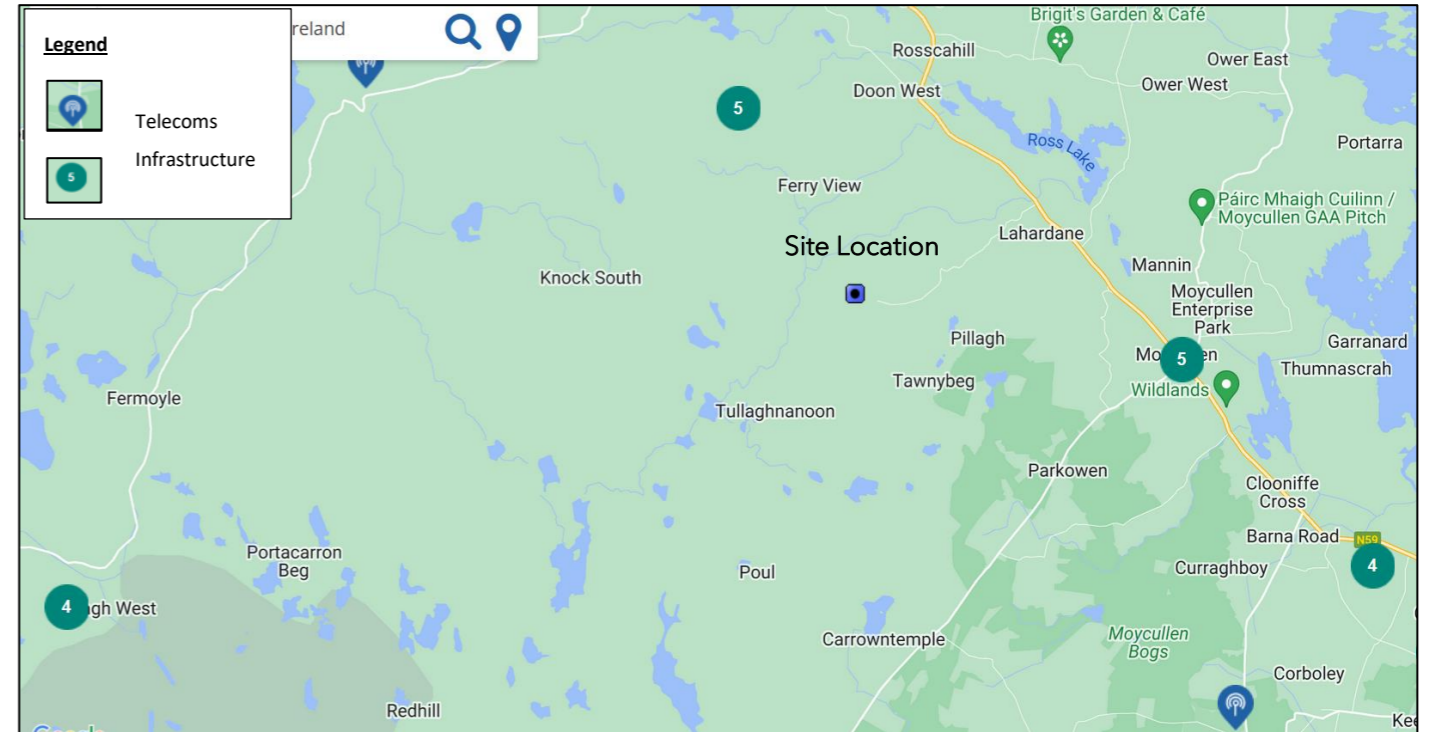 Legend
Telecoms
Infrastructure
5
reland
Brigit's Garden & Café
Rosscahill
Ower East
Doon West
Ower West
5
Ross Lake
Portarra
Ferry View
Páirc Mhaigh Cuilinn /
Moycullen GAA Pitch
Lahardane
Site Location
Mannin
Knock South
Moycullen
Enterprise
Park
Pillagh
Garranard
Mo
5
en
Thumnascrah
Tawnybeg
Wildlands
Fermoyle
Tullaghnanoon
Parkowen
Clooniffe
Cross
Barna Road
N59
Portacarron
Beg
Poul
Curraghboy
4
4
gh West
Carrowntemple
Moycullen
Bogs
Corboley
Redhill
Ke